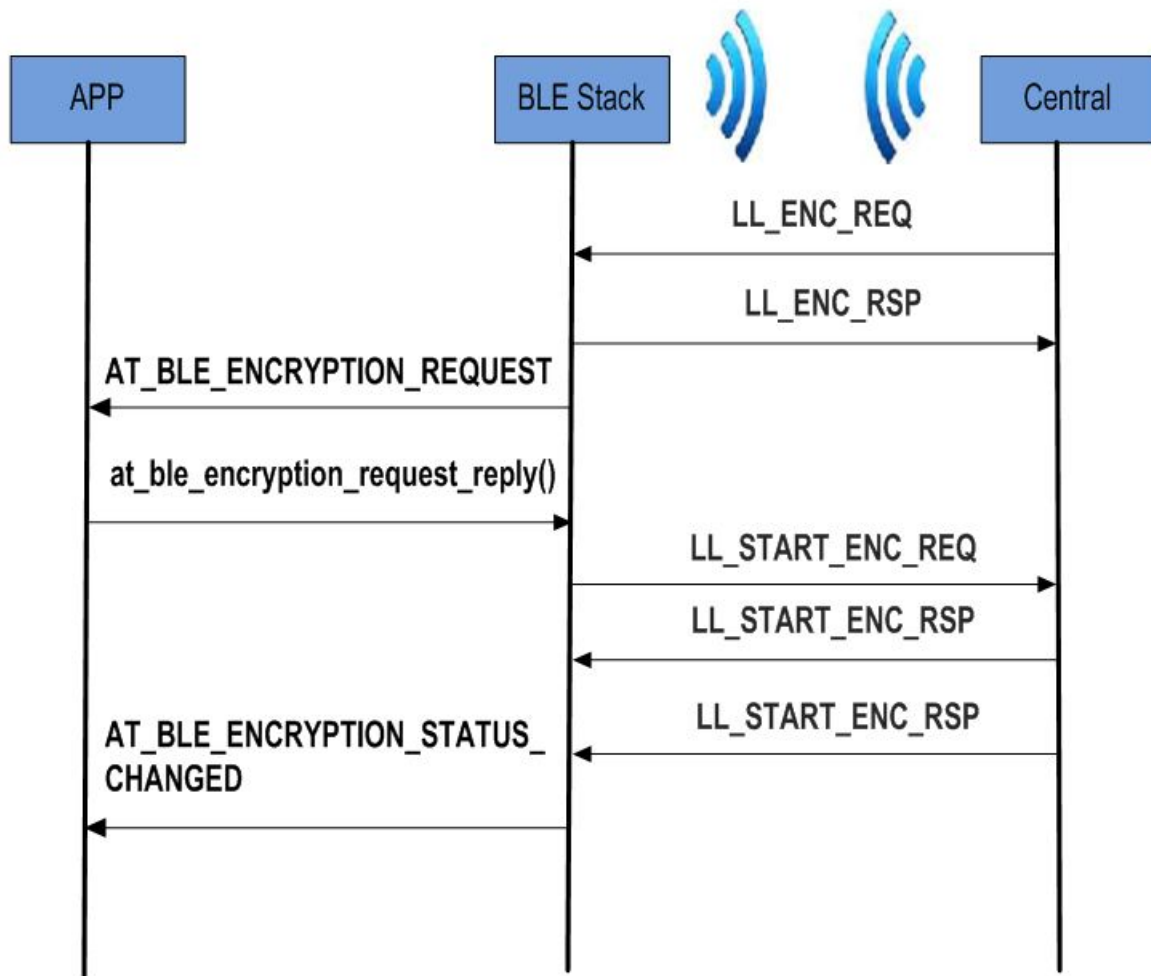 APP
BLE Stack
Central
LL_ENC_REQ
LL_ENC_RSP
AT_BLE_ENCRYPTION_REQUEST
at_ble_encryption_request_reply()
LL_START_ENC_REQ
LL_START_ENC_RSP
LL_START_ENC_RSP
AT_BLE_ENCRYPTION_STATUS_
CHANGED